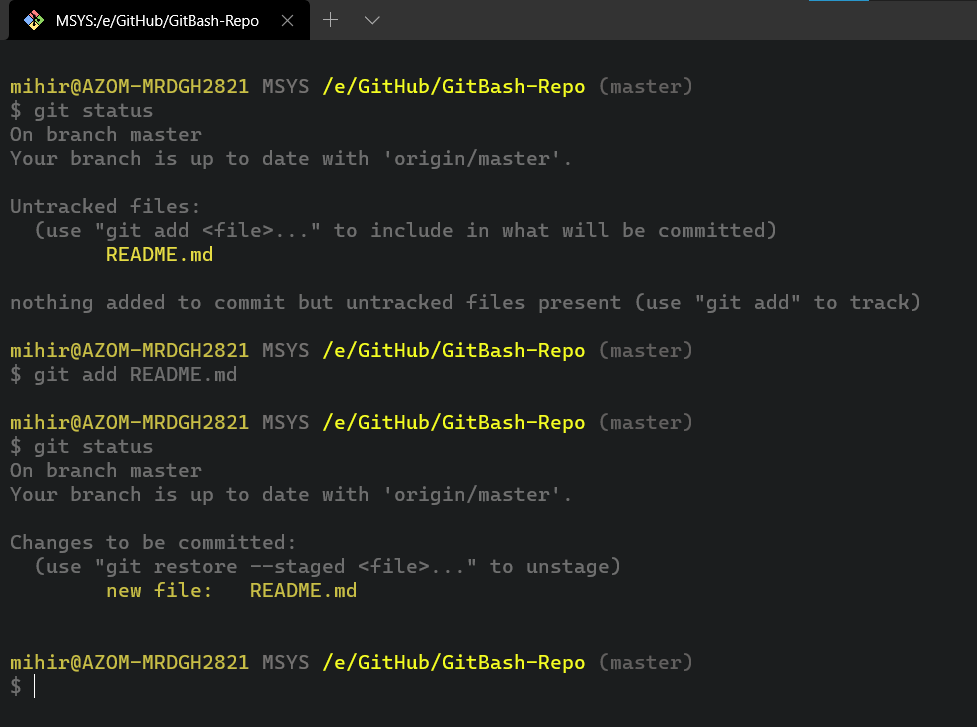 MSYS:/e/GitHub/GitBash-Repo
mihir@AZOM-MRDGH2821 MSYS /e/GitHub/GitBash-Repo (master)
$ git status
On branch master
Your branch is up to date with 'origin/master'.
Untracked files:
  (use "git add <file>..." to include in what will be committed)
        README.md
nothing added to commit but untracked files present (use "git add" to track)
mihir@AZOM-MRDGH2821 MSYS /e/GitHub/GitBash-Repo (master)
$ git add README.md
mihir@AZOM-MRDGH2821 MSYS /e/GitHub/GitBash-Repo (master)
$ git status
On branch master
Your branch is up to date with 'origin/master'.
Changes to be committed:
  (use "git restore --staged <file>..." to unstage)
        new file:   README.md
mihir@AZOM-MRDGH2821 MSYS /e/GitHub/GitBash-Repo (master)
$